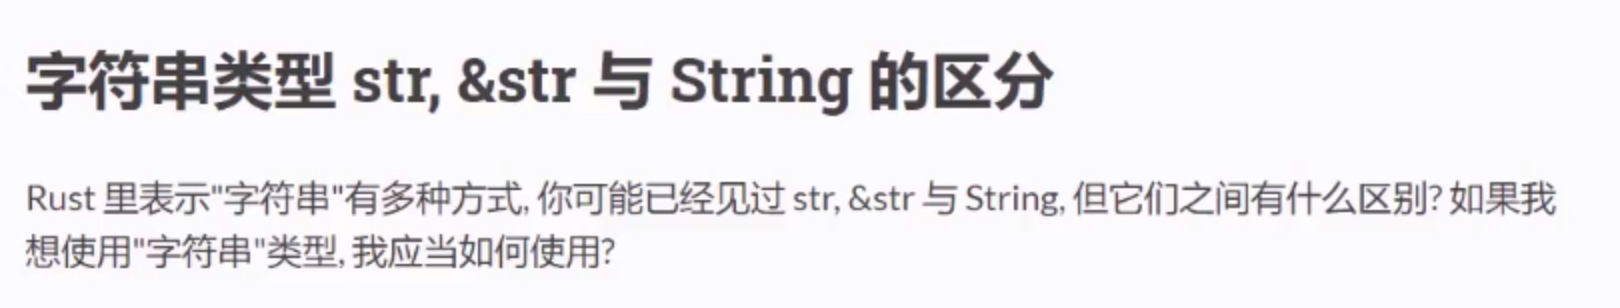 字符串类型 str, &str 与 String 的区分
Rust 里表示"字符串"有多种方式, 你可能已经见过 str, &str 与 String, 但它们之间有什么区别? 如果我
想使用"字符串"类型, 我应当如何使用?